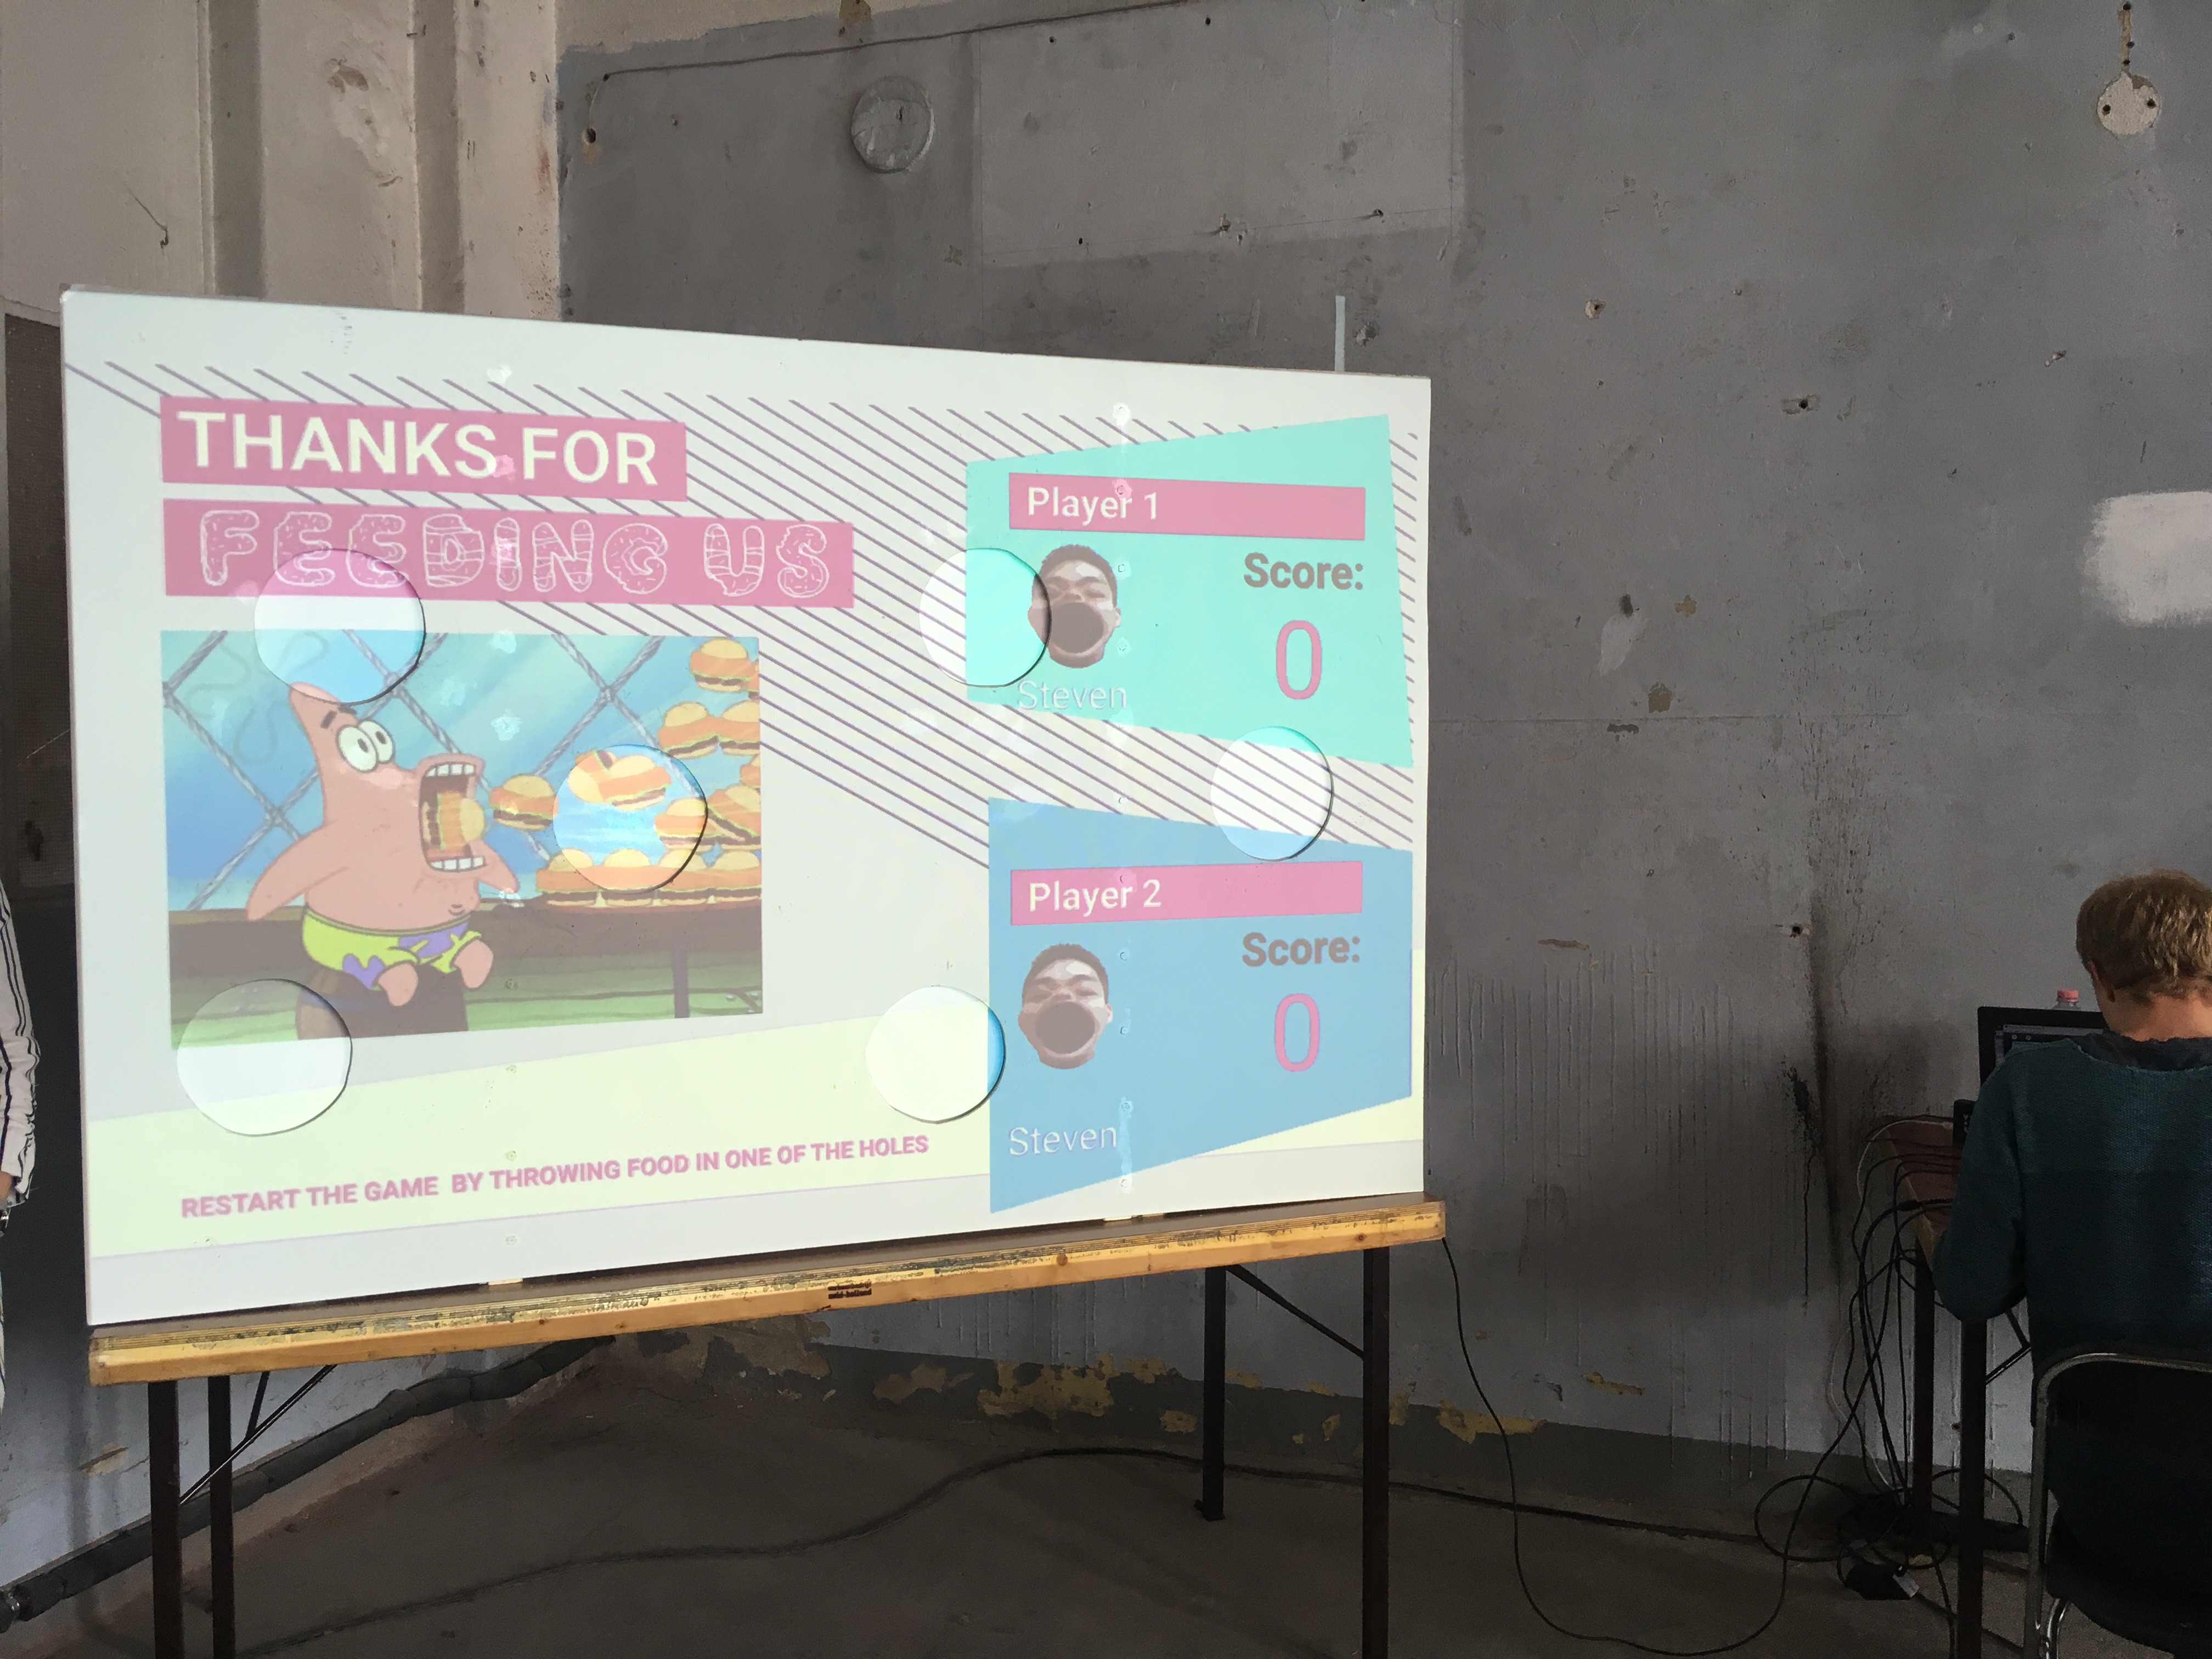 THANKS FOR
FEEDING US
Player 1
Score:
0
Steven
Player 2
Score:
0
Steven
RESTART THE GAME BY THROWING FOOD IN ONE OF THE HOLES